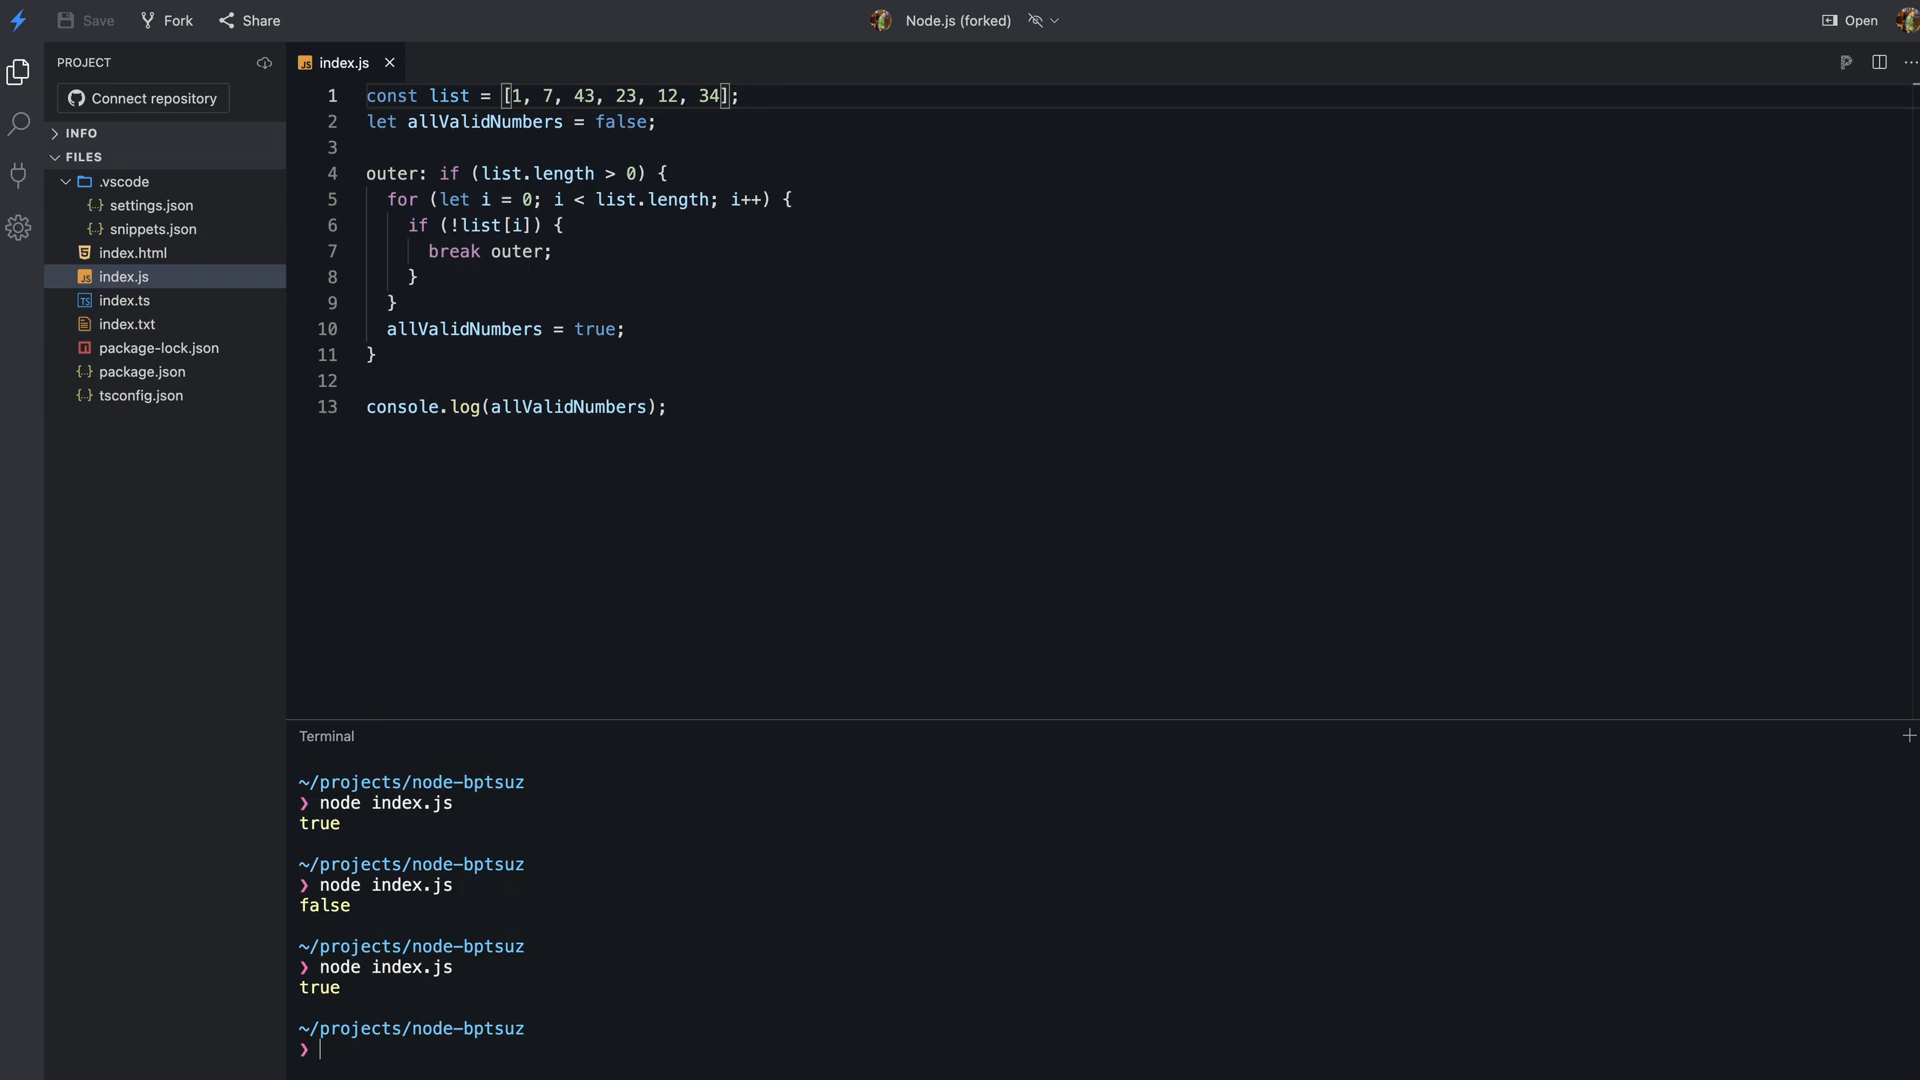 Save Fork Share Node.js (forked) Open
PROJECT
Connect repository
INFO
FILES
.vscode
settings.json
snippets.json
index.html
index.js
index.ts
index.txt
package-lock.json
package.json
tsconfig.json
index.js
1 const list = [1, 7, 43, 23, 12, 34];
2 let allValidNumbers = false;
3
4 outer: if (list.length > 0) {
5 for (let i = 0; i < list.length; i++) {
6 if (!list[i]) {
7 break outer;
8 }
9 }
10 allValidNumbers = true;
11 }
12
13 console.log(allValidNumbers);
Terminal
~/projects/node-bptsuz
❯ node index.js
true
~/projects/node-bptsuz
❯ node index.js
false
~/projects/node-bptsuz
❯ node index.js
true
~/projects/node-bptsuz
❯